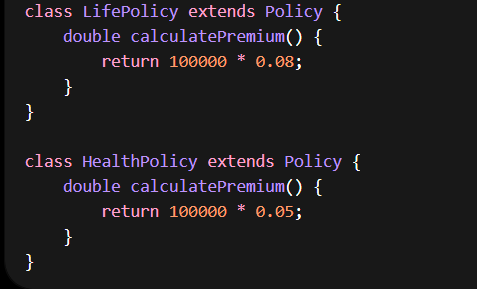 class LifePolicy extends Policy {
    double calculatePremium() {
        return 100000 * 0.08;
    }
}

class HealthPolicy extends Policy {
    double calculatePremium() {
        return 100000 * 0.05;
    }
}